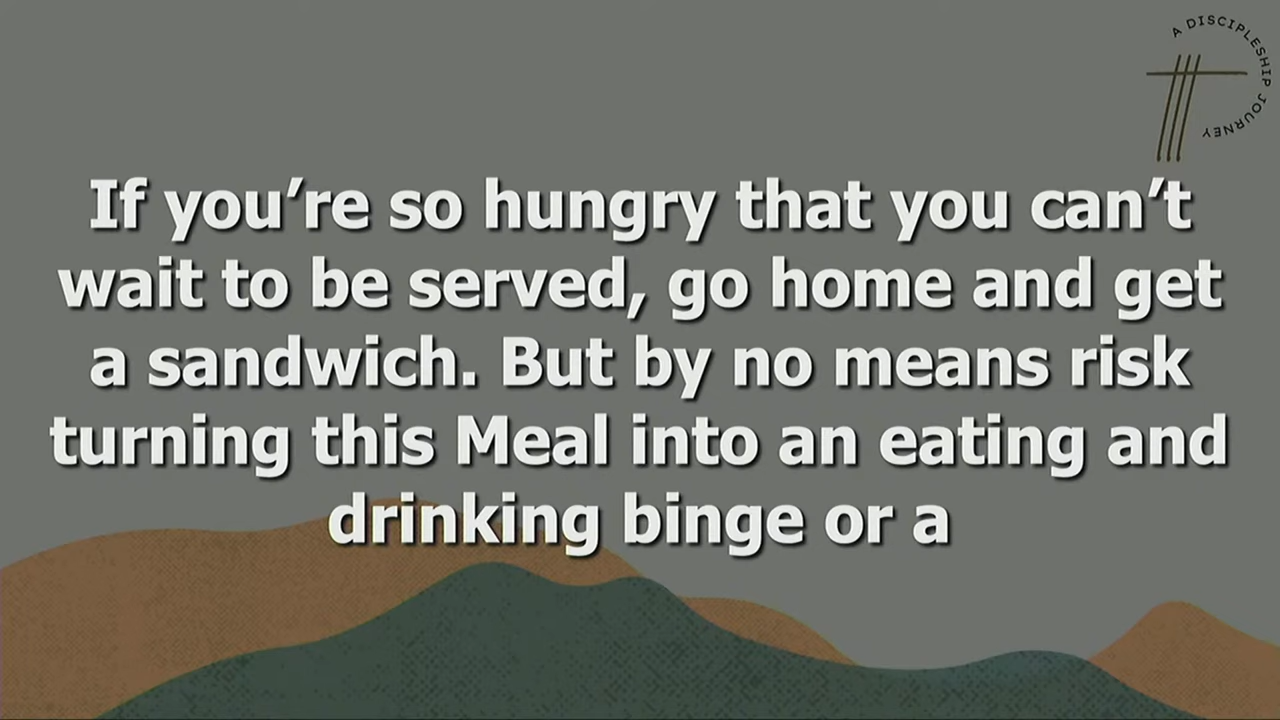 A DISCIPLESHIP JOURNEY
If you’re so hungry that you can’t
wait to be served, go home and get
a sandwich. But by no means risk
turning this Meal into an eating and
drinking binge or a